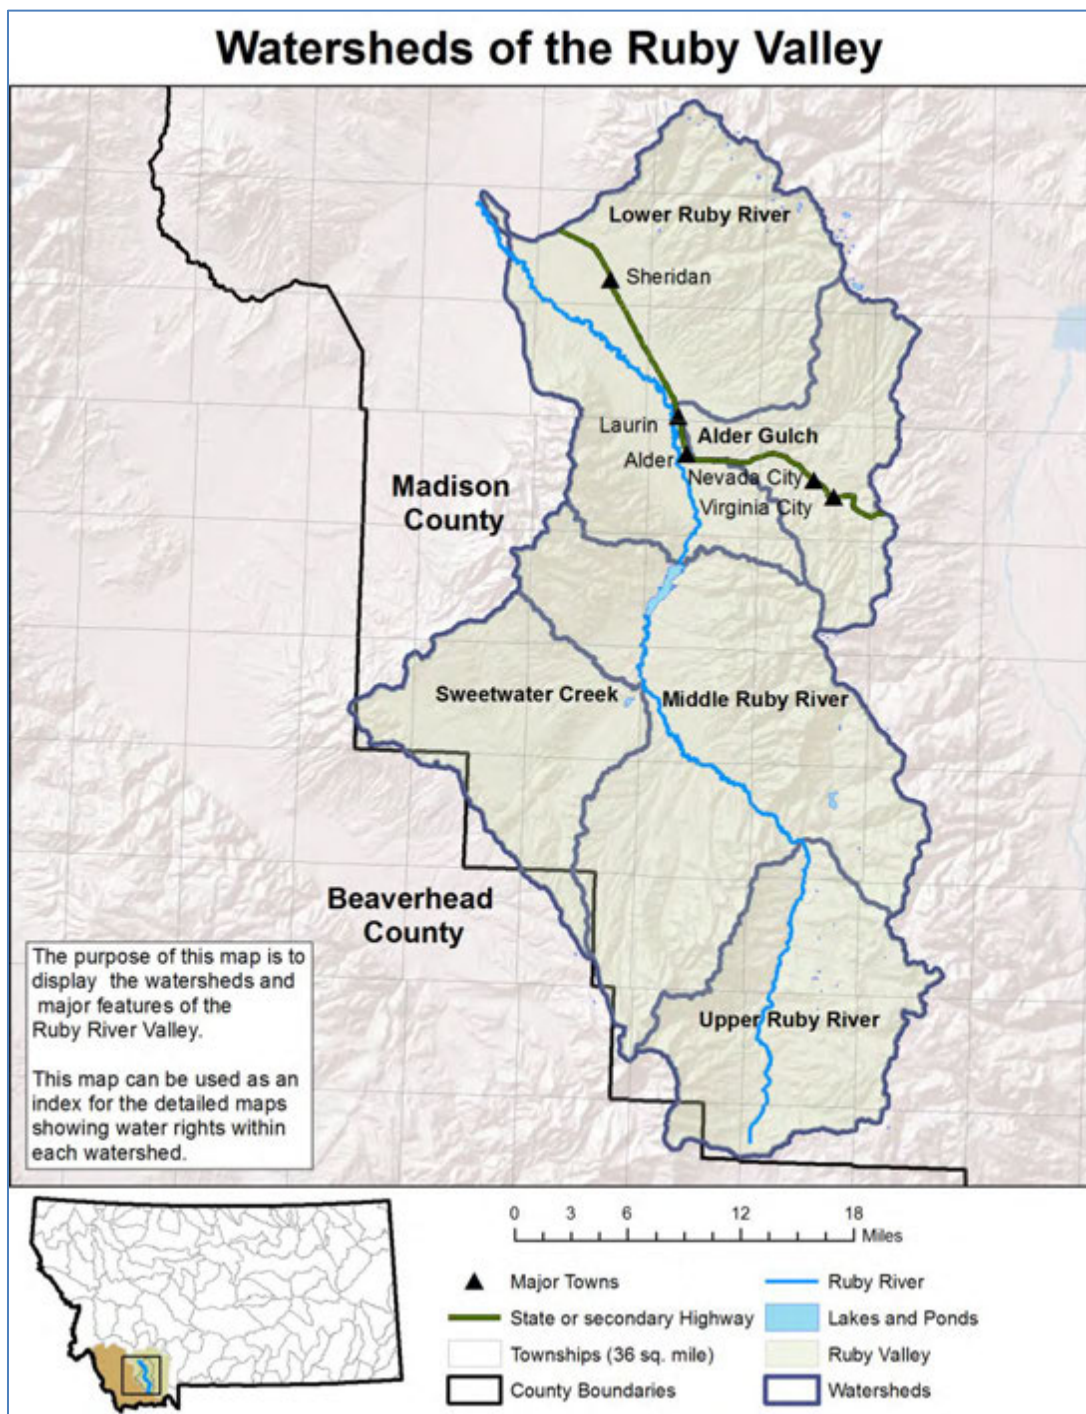 Watersheds of the Ruby Valley
Lower Ruby River
Sheridan
Laurin
Alder Gulch
Alder
Nevada City
Virginia City
Madison
County
Sweetwater Creek
Middle Ruby River
Beaverhead
County
Upper Ruby River
The purpose of this map is to
display the watersheds and
major features of the
Ruby River Valley.
This map can be used as an
index for the detailed maps
showing water rights within
each watershed.
0 3 6 12 18
Miles
Major Towns
State or secondary Highway
Townships (36 sq. mile)
County Boundaries
Ruby River
Lakes and Ponds
Ruby Valley
Watersheds